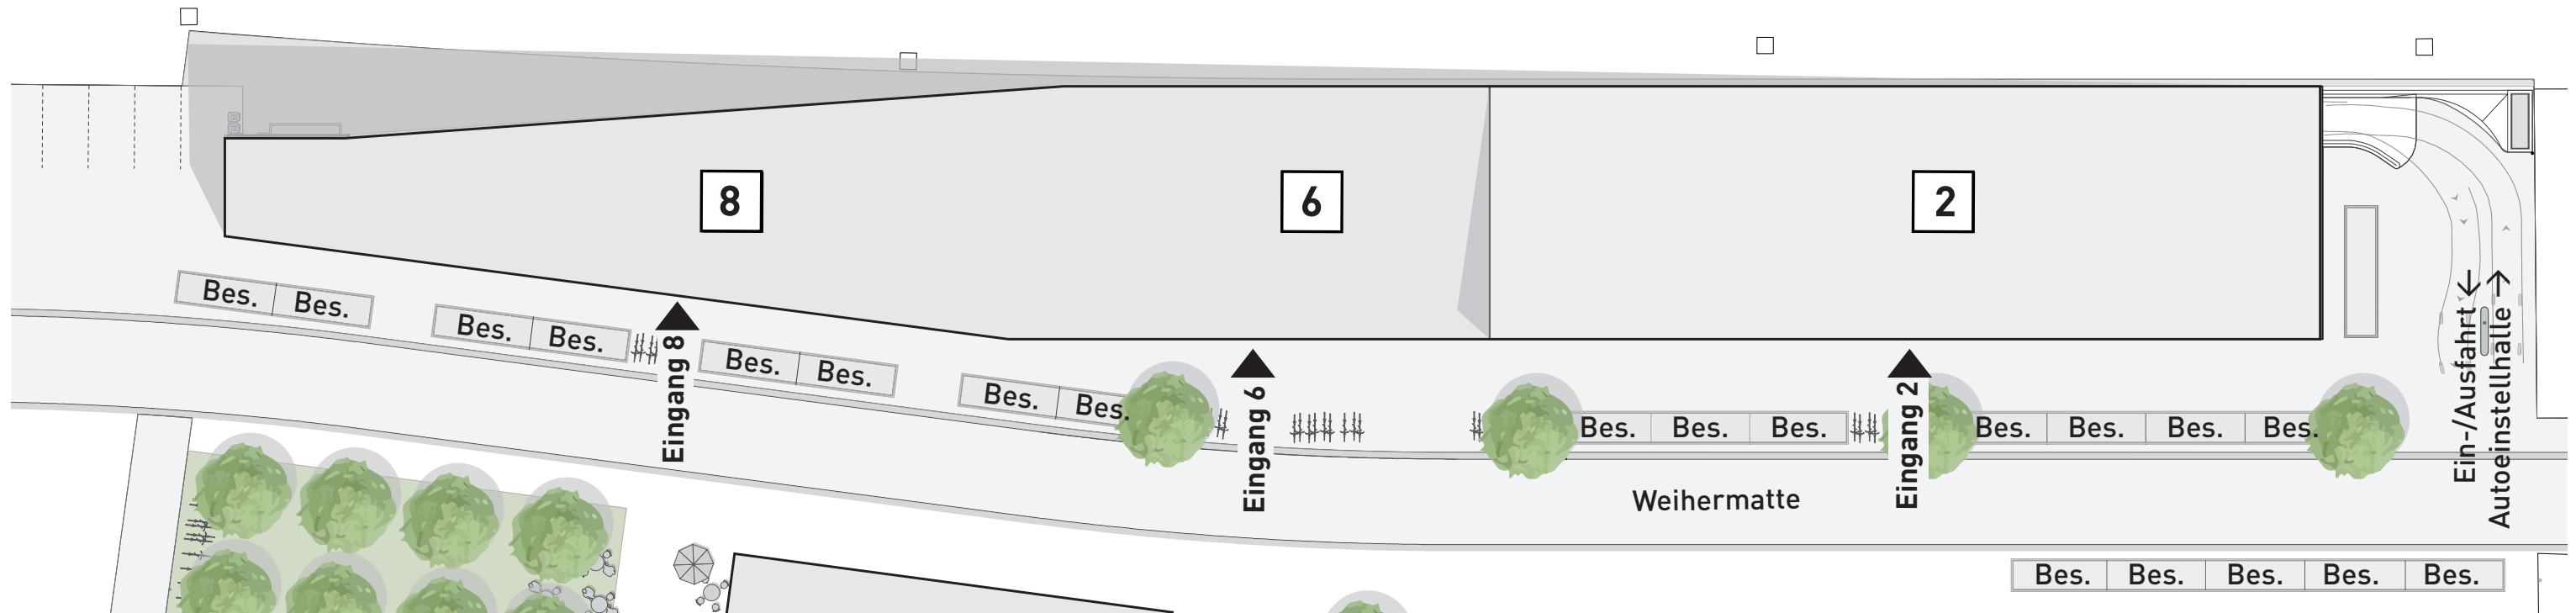 8
6
2
Bes. Bes.
Bes. Bes.
Bes. Bes.
Bes. Bes.
Bes. Bes. Bes.
Bes. Bes. Bes. Bes.
Eingang 8
Eingang 6
Eingang 2
Ein-/Ausfahrt
Autoeinstellhalle
Weihermatte
Bes. Bes. Bes. Bes. Bes.